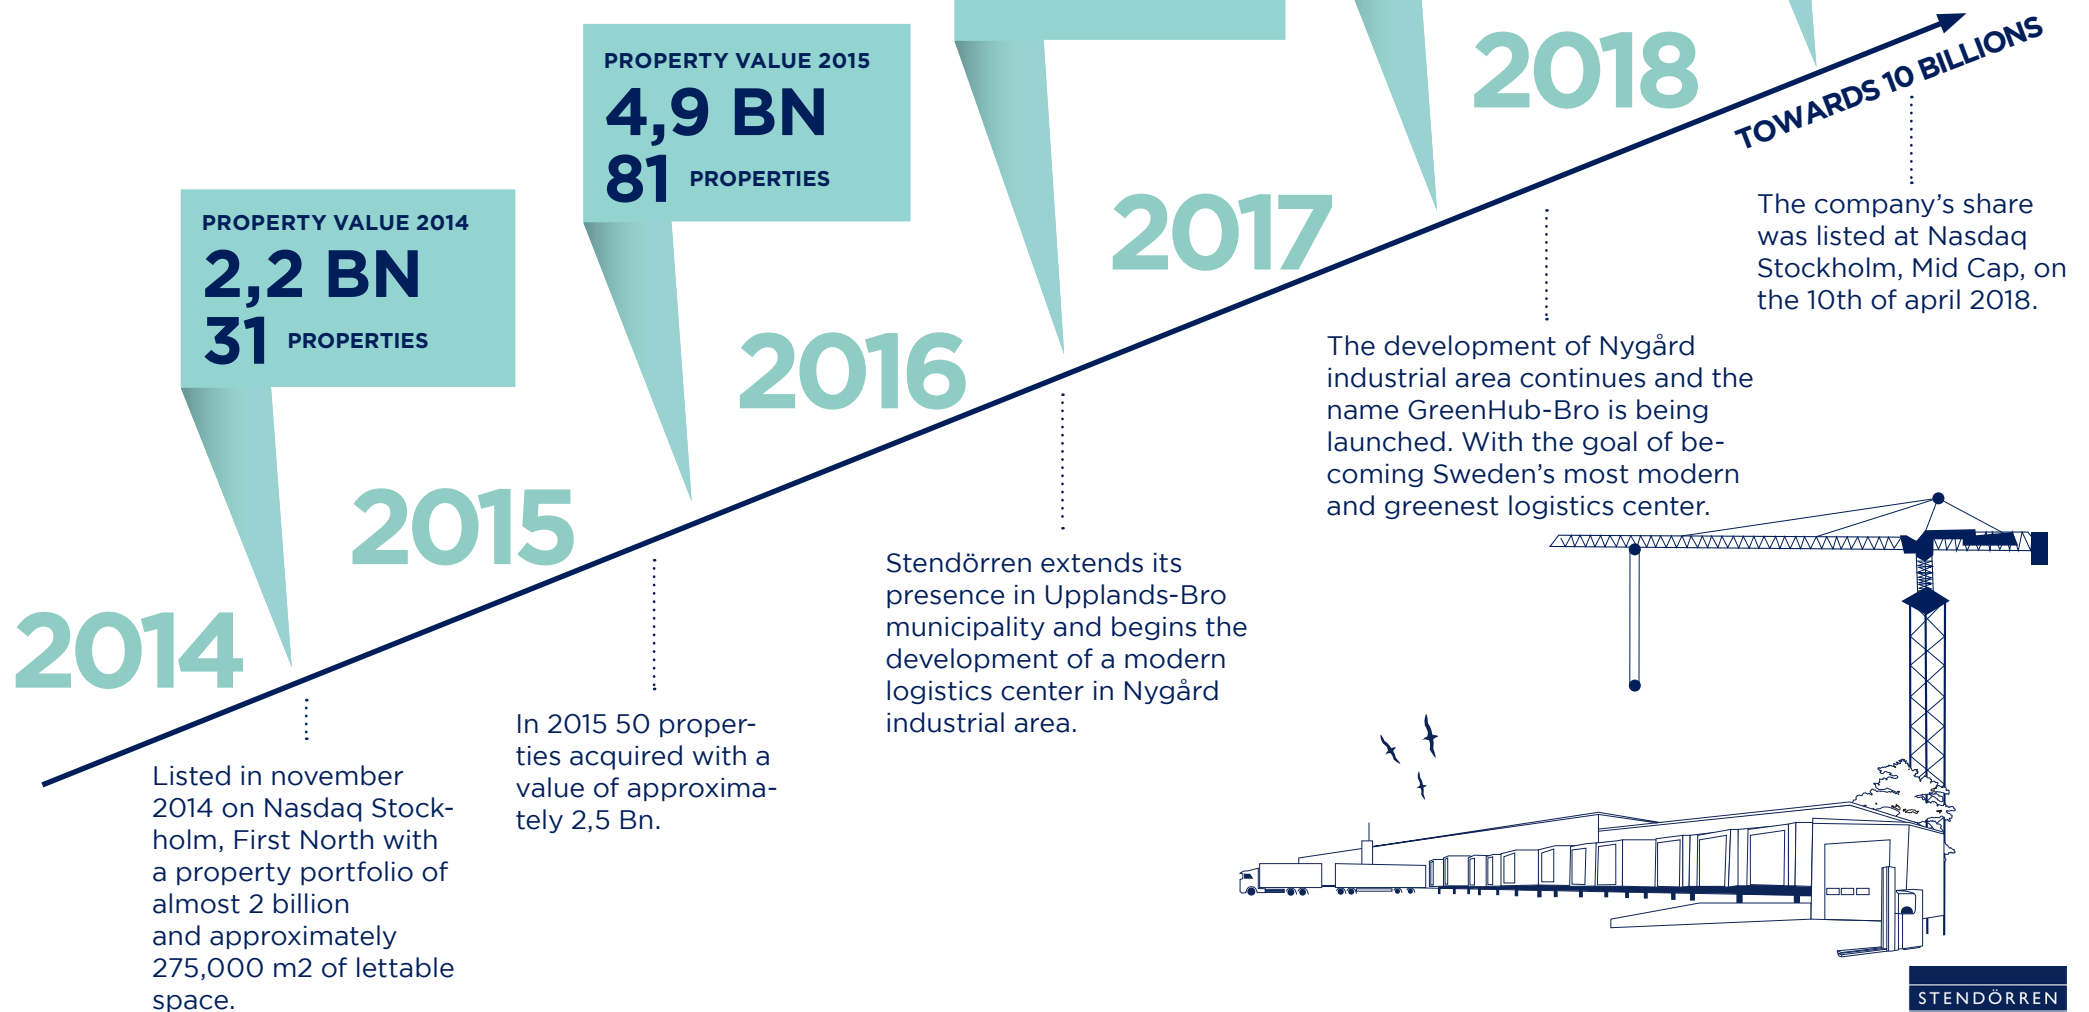 PROPERTY VALUE 2014
2,2 BN
31 PROPERTIES
PROPERTY VALUE 2015
4,9 BN
81 PROPERTIES
2014
2015
2016
2017
2018
TOWARDS 10 BILLIONS
Listed in november
2014 on Nasdaq Stock-
holm, First North with
a property portfolio of
almost 2 billion
and approximately
275,000 m2 of lettable
space.
In 2015 50 proper-
ties acquired with a
value of approxima-
tely 2,5 Bn.
Stendörren extends its
presence in Upplands-Bro
municipality and begins the
development of a modern
logistics center in Nygård
industrial area.
The development of Nygård
industrial area continues and the
name GreenHub-Bro is being
launched. With the goal of be-
coming Sweden’s most modern
and greenest logistics center.
The company’s share
was listed at Nasdaq
Stockholm, Mid Cap, on
the 10th of april 2018.
STENDÖRREN